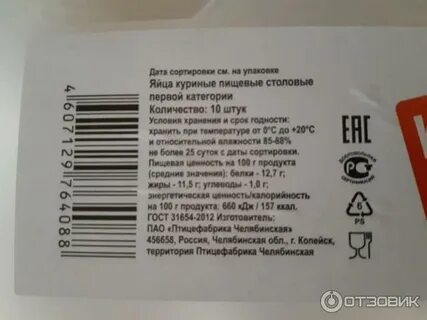 Дата сортировки см. на упаковке
Яйца куриные пищевые столовые
первой категории
Количество: 10 штук
Условия хранения и срок годности:
хранить при температуре от 0°С до +20°С
и относительной влажности 85-88%
не более 25 суток с даты сортировки.
Пищевая ценность на 100 г продукта
(средние значения): белки - 12,7 г;
жиры - 11,5 г; углеводы - 1,0 г;
энергетическая ценность/калорийность
на 100 г продукта: 660 кДж / 157 ккал.
ГОСТ 31654-2012 Изготовитель:
ПАО «Птицефабрика Челябинская»
456658, Россия, Челябинская обл., г. Копейск,
территория Птицефабрика Челябинская
4607129764088
ЕАС
6
PS
ОТЗОВИК